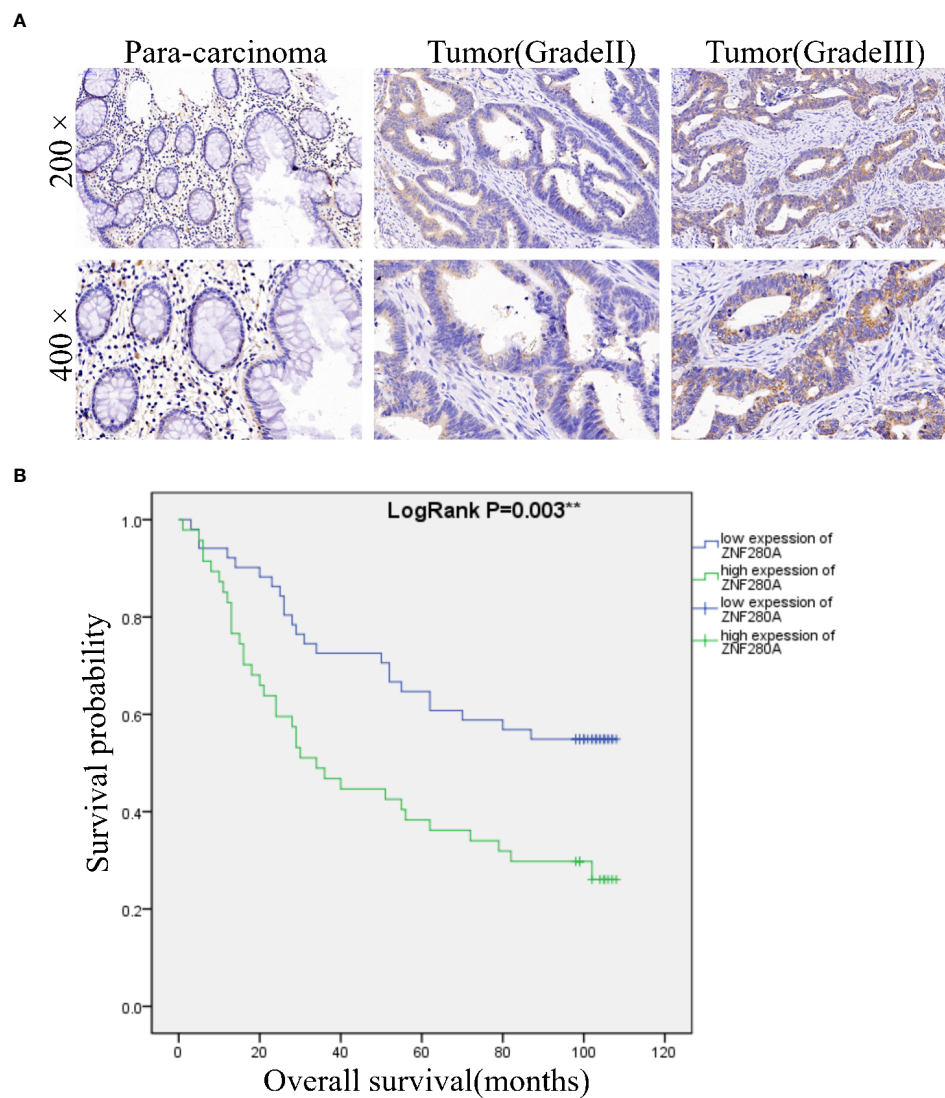 A
Para-carcinoma
Tumor(GradeII)
Tumor(GradeIII)
200 ×
400 ×
B
LogRank P=0.003**
1.0
0.8
0.6
0.4
0.2
0.0
Survival probability
0
20
40
60
80
100
120
Overall survival(months)
low expession of
ZNF280A
high expession of
ZNF280A
low expession of
ZNF280A
high expession of
ZNF280A